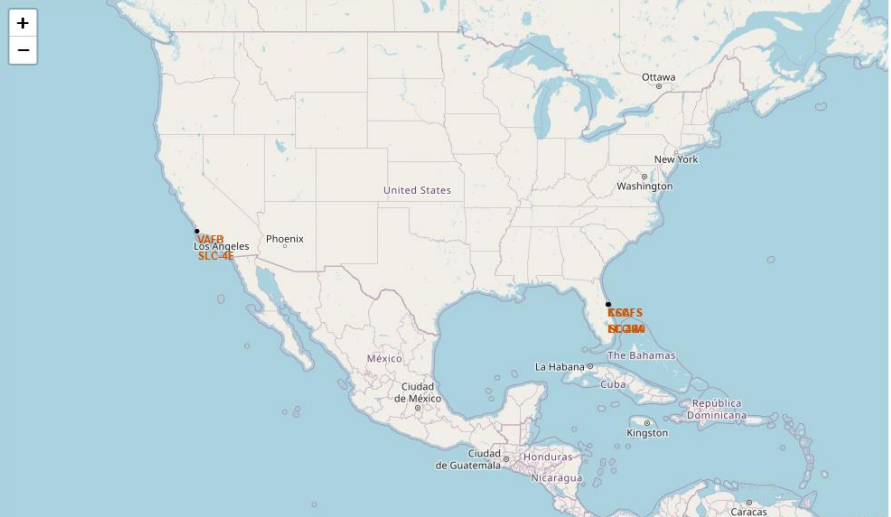 +
−
Ottawa
New York
Washington
United States
VAFB
Los Angeles
SLC-4E
Phoenix
México
Ciudad
de México
La Habana
The Bahamas
Cuba
República
Dominicana
Kingston
Ciudad
de Guatemala
Honduras
Nicaragua
Caracas